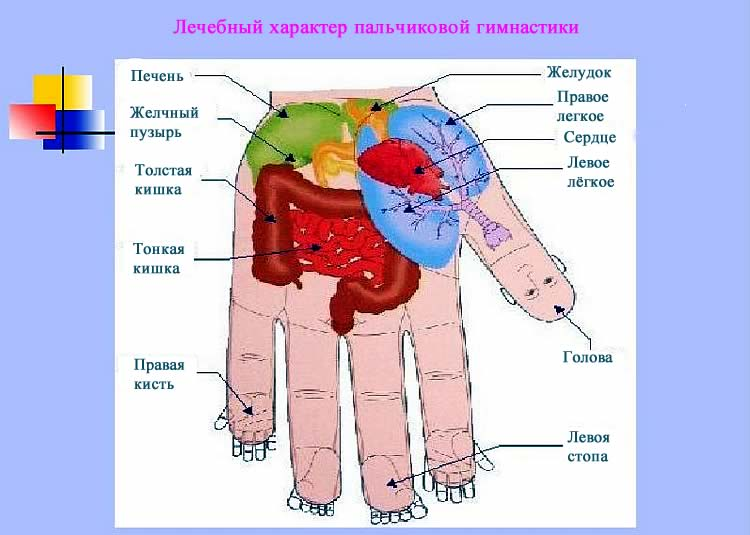 Лечебный характер пальчиковой гимнастики
Печень
Желчный
пузырь
Толстая
кишка
Тонкая
кишка
Правая
кисть
Желудок
Правое
легкое
Сердце
Левое
лёгкое
Голова
Левоя
стопа